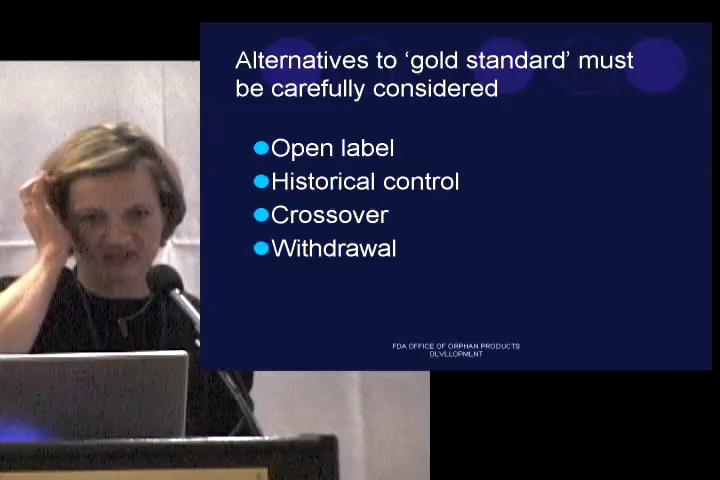 Alternatives to ‘gold standard’ must
be carefully considered
Open label
Historical control
Crossover
Withdrawal
FDA OFFICE OF ORPHAN PRODUCTS
DEVELOPMENT